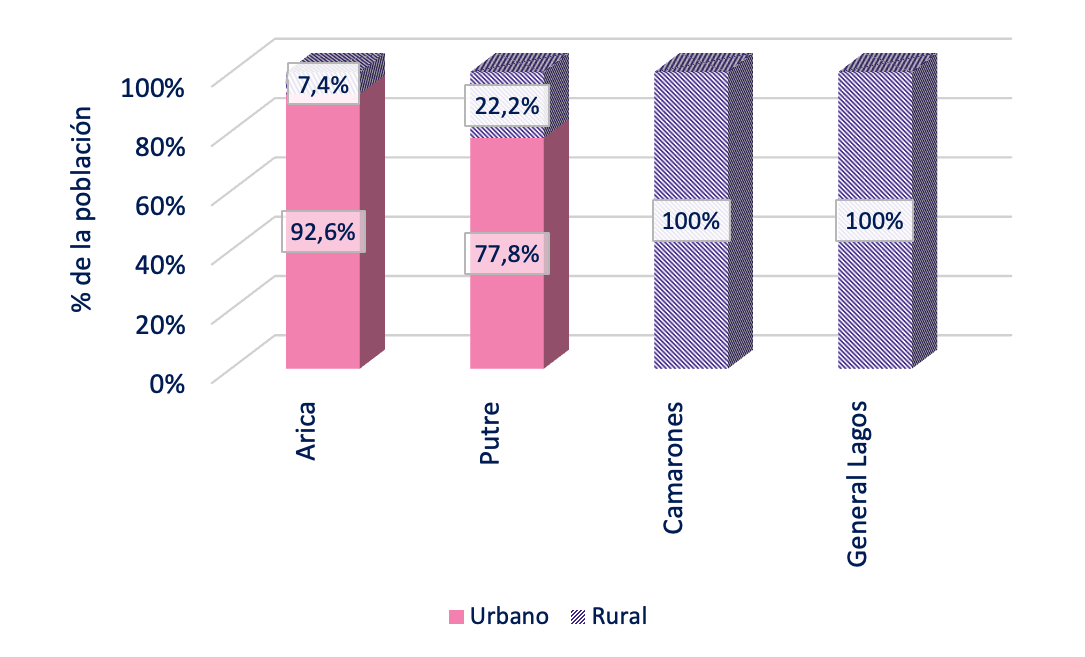 % de la población
100%
80%
60%
40%
20%
0%
7,4%
92,6%
22,2%
77,8%
100%
100%
Arica
Putre
Camarones
General Lagos
Urbano
Rural